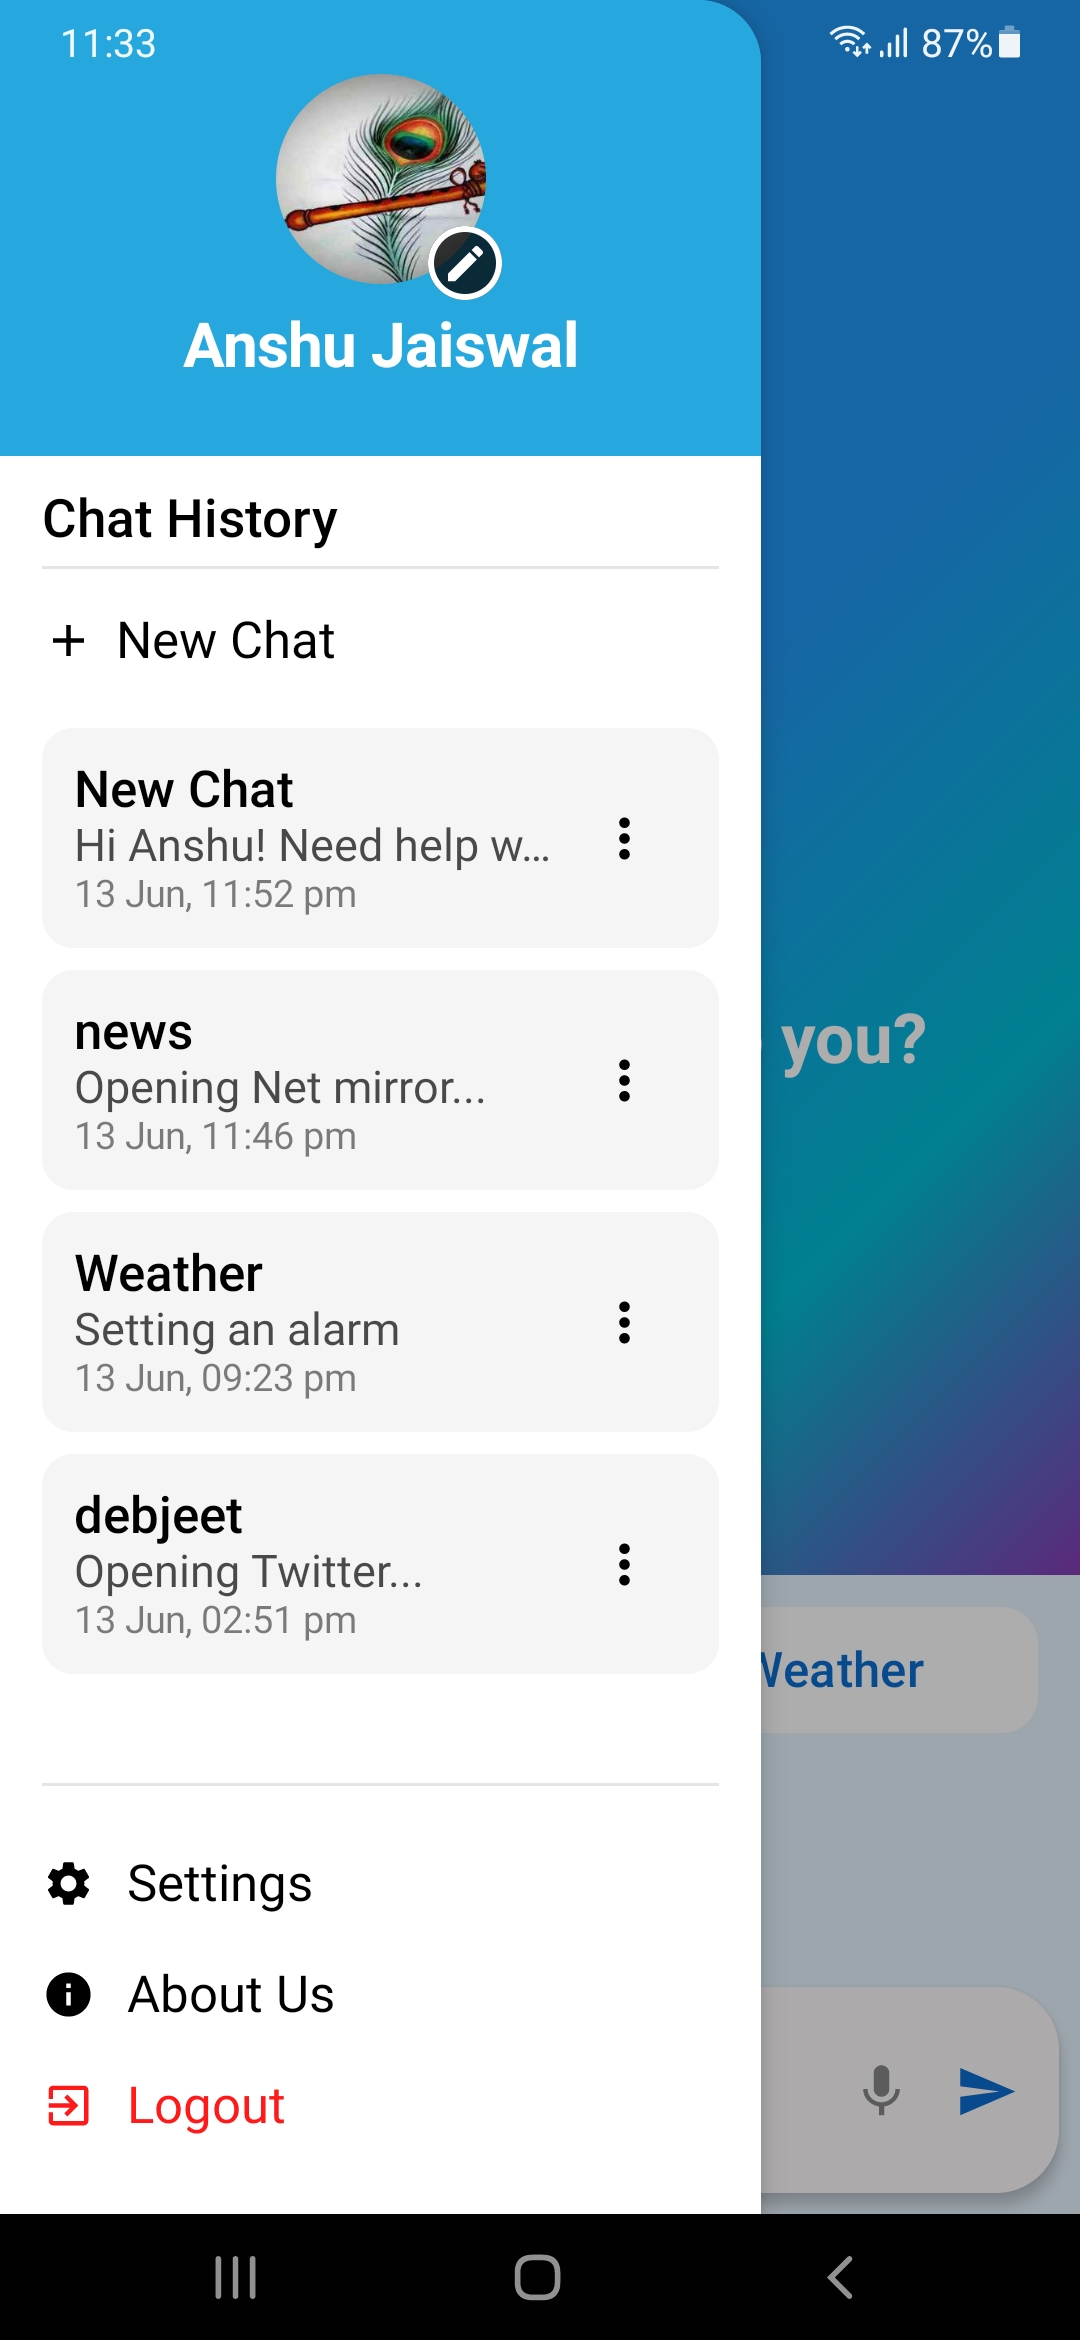 11:33
87%
Anshu Jaiswal
Chat History
+ New Chat
New Chat
Hi Anshu! Need help w...
13 Jun, 11:52 pm
news
Opening Net mirror...
13 Jun, 11:46 pm
you?
Weather
Setting an alarm
13 Jun, 09:23 pm
debjeet
Opening Twitter...
13 Jun, 02:51 pm
Weather
Settings
About Us
Logout